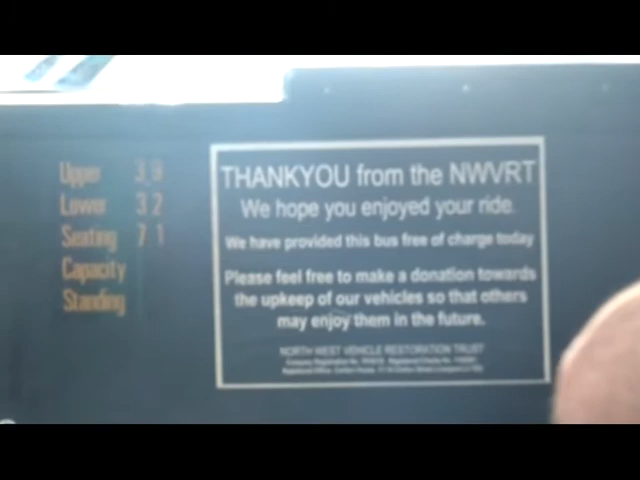 Upper 39
Lower 32
Seating 71
Capacity
Standing
THANKYOU from the NWVRT
We hope you enjoyed your ride.
We have provided this bus free of charge today
Please feel free to make a donation towards
the upkeep of our vehicles so that others
may enjoy them in the future.
NORTH WEST VEHICLE RESTORATION TRUST